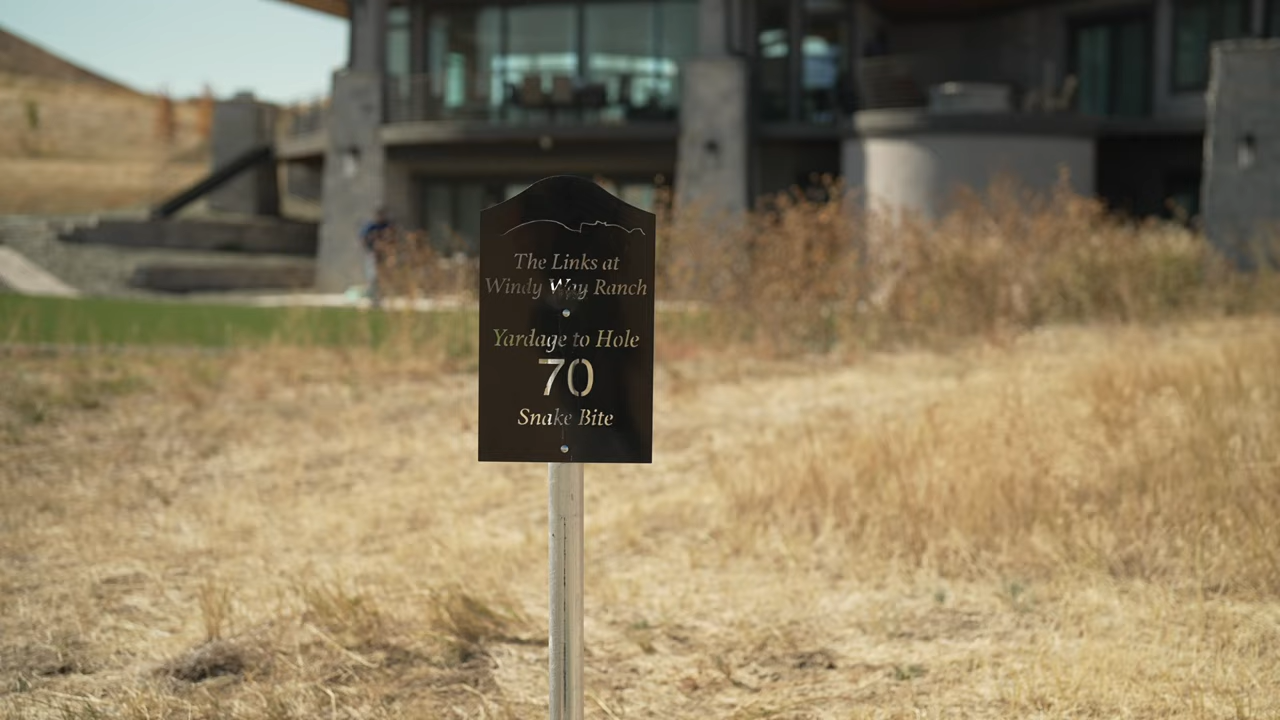 The Links at
Windy Way Ranch
Yardage to Hole
70
Snake Bite